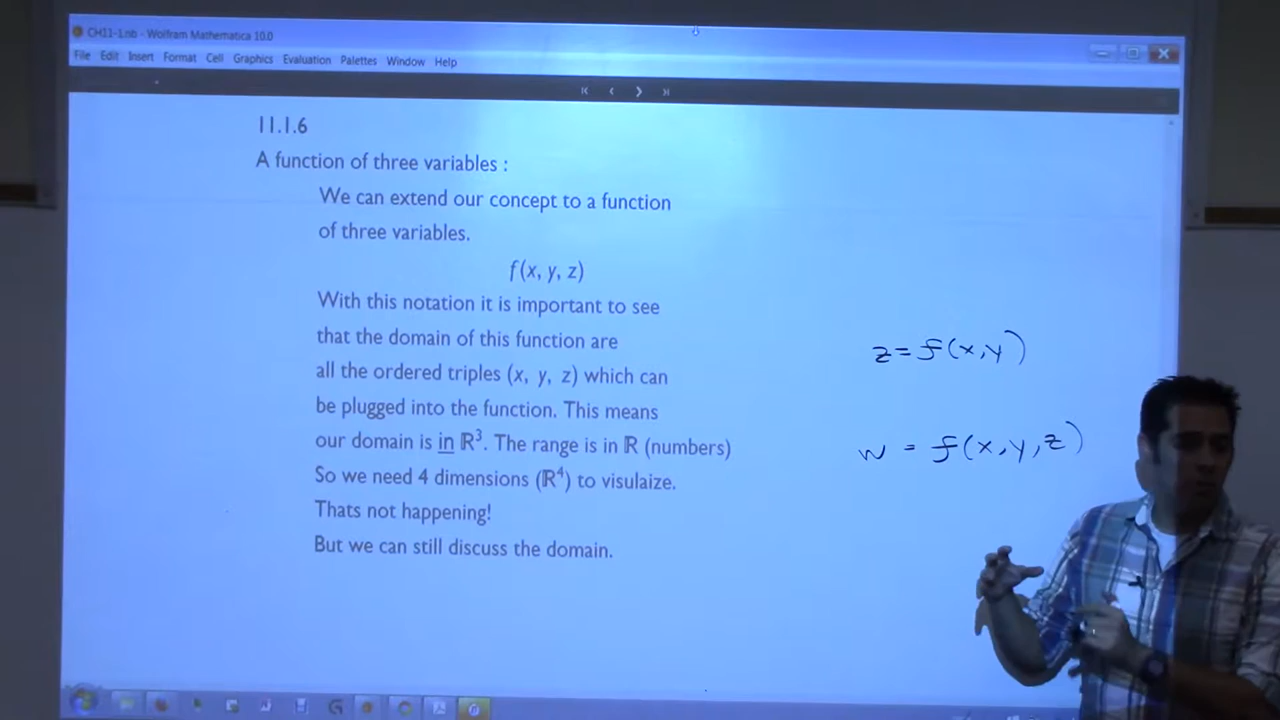 CH11-1.nb - Wolfram Mathematica 10.0
File Edit Insert Format Cell Graphics Evaluation Palettes Window Help
11.1.6
A function of three variables :
We can extend our concept to a function
of three variables.
f(x, y, z)
With this notation it is important to see
that the domain of this function are
all the ordered triples (x, y, z) which can
be plugged into the function. This means
our domain is in ℝ³. The range is in ℝ (numbers)
So we need 4 dimensions (ℝ⁴) to visulaize.
Thats not happening!
But we can still discuss the domain.
z = f(x,y)
w = f(x,y,z)